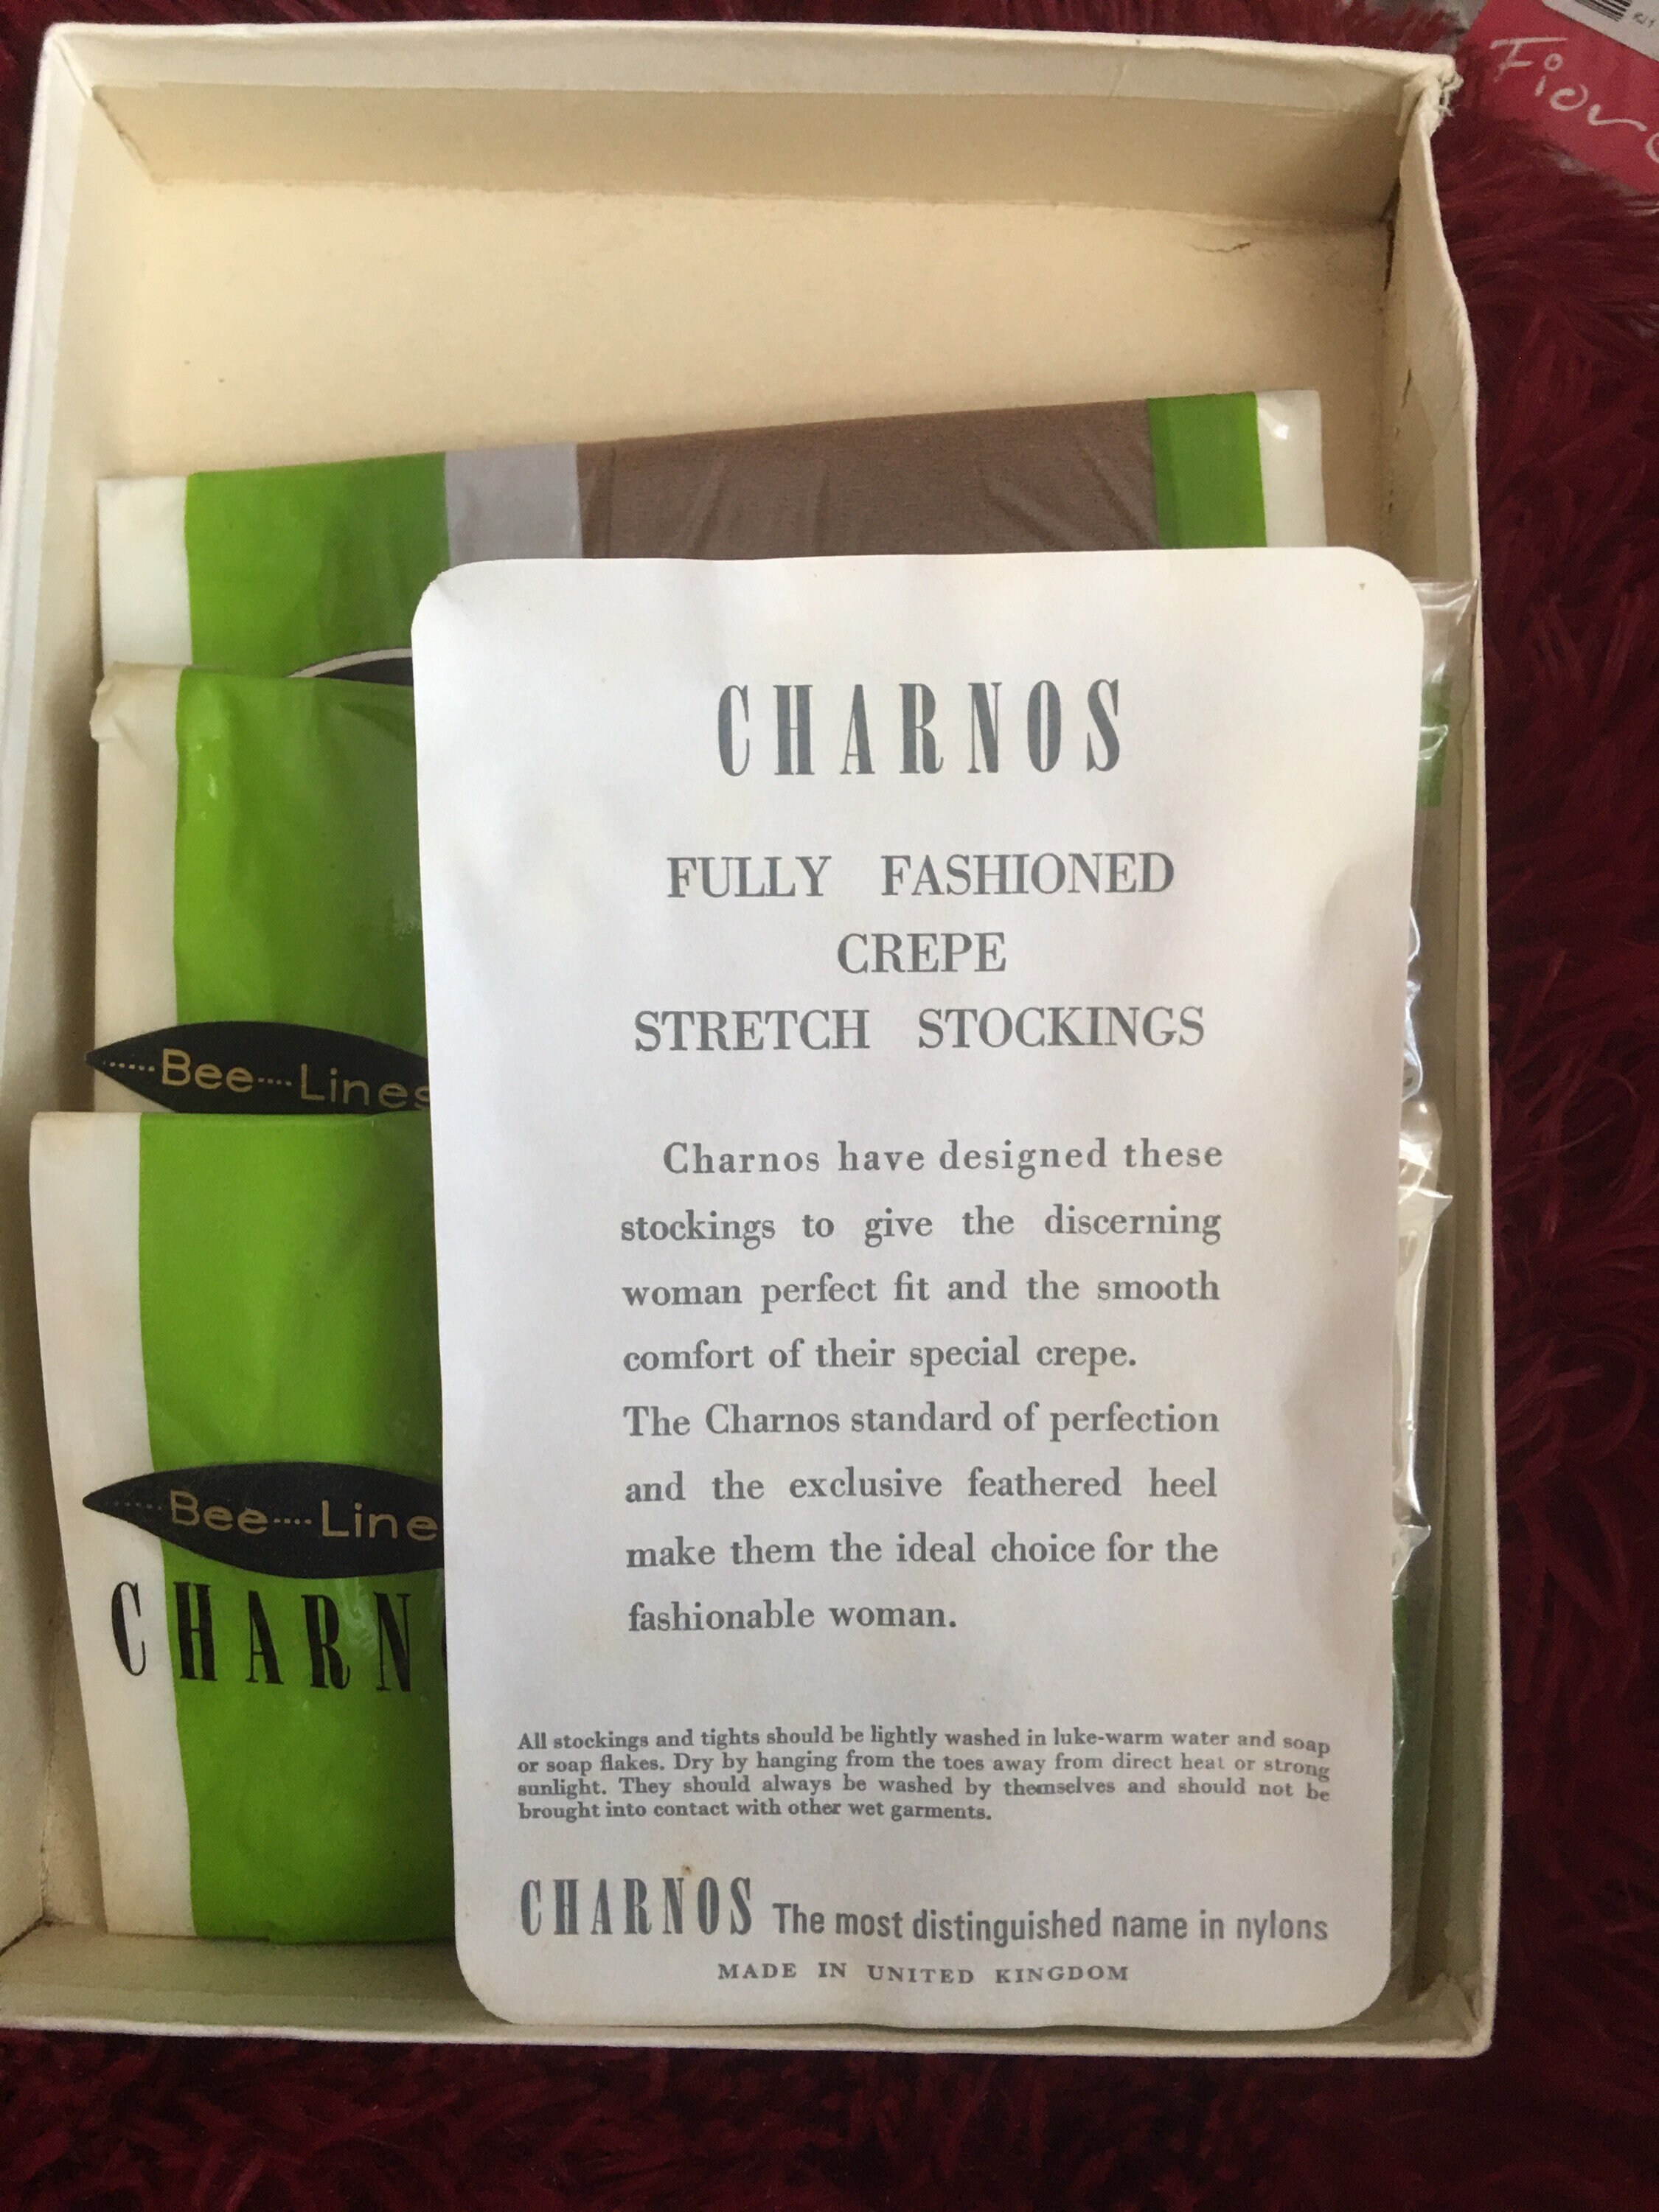 Fiore
Bee Lines
Bee Line
CHARN
CHARNOS
FULLY FASHIONED
CREPE
STRETCH STOCKINGS
Charnos have designed these
stockings to give the discerning
woman perfect fit and the smooth
comfort of their special crepe.
The Charnos standard of perfection
and the exclusive feathered heel
make them the ideal choice for the
fashionable woman.
All stockings and tights should be lightly washed in luke-warm water and soap
or soap flakes. Dry by hanging from the toes away from direct heat or strong
sunlight. They should always be washed by themselves and should not be
brought into contact with other wet garments.
CHARNOS The most distinguished name in nylons
MADE IN UNITED KINGDOM